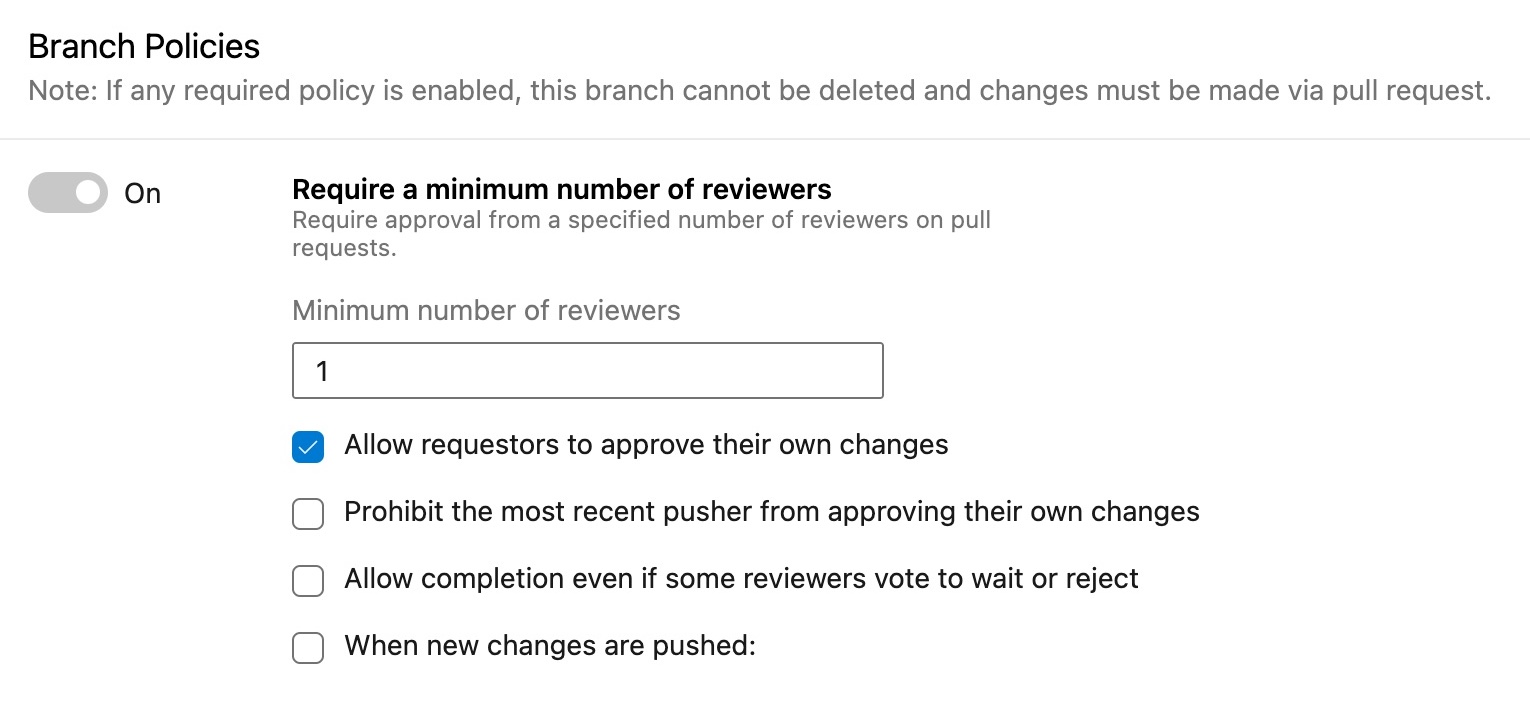 Branch Policies
Note: If any required policy is enabled, this branch cannot be deleted and changes must be made via pull request.
On
Require a minimum number of reviewers
Require approval from a specified number of reviewers on pull
requests.
Minimum number of reviewers
1
Allow requestors to approve their own changes
Prohibit the most recent pusher from approving their own changes
Allow completion even if some reviewers vote to wait or reject
When new changes are pushed: